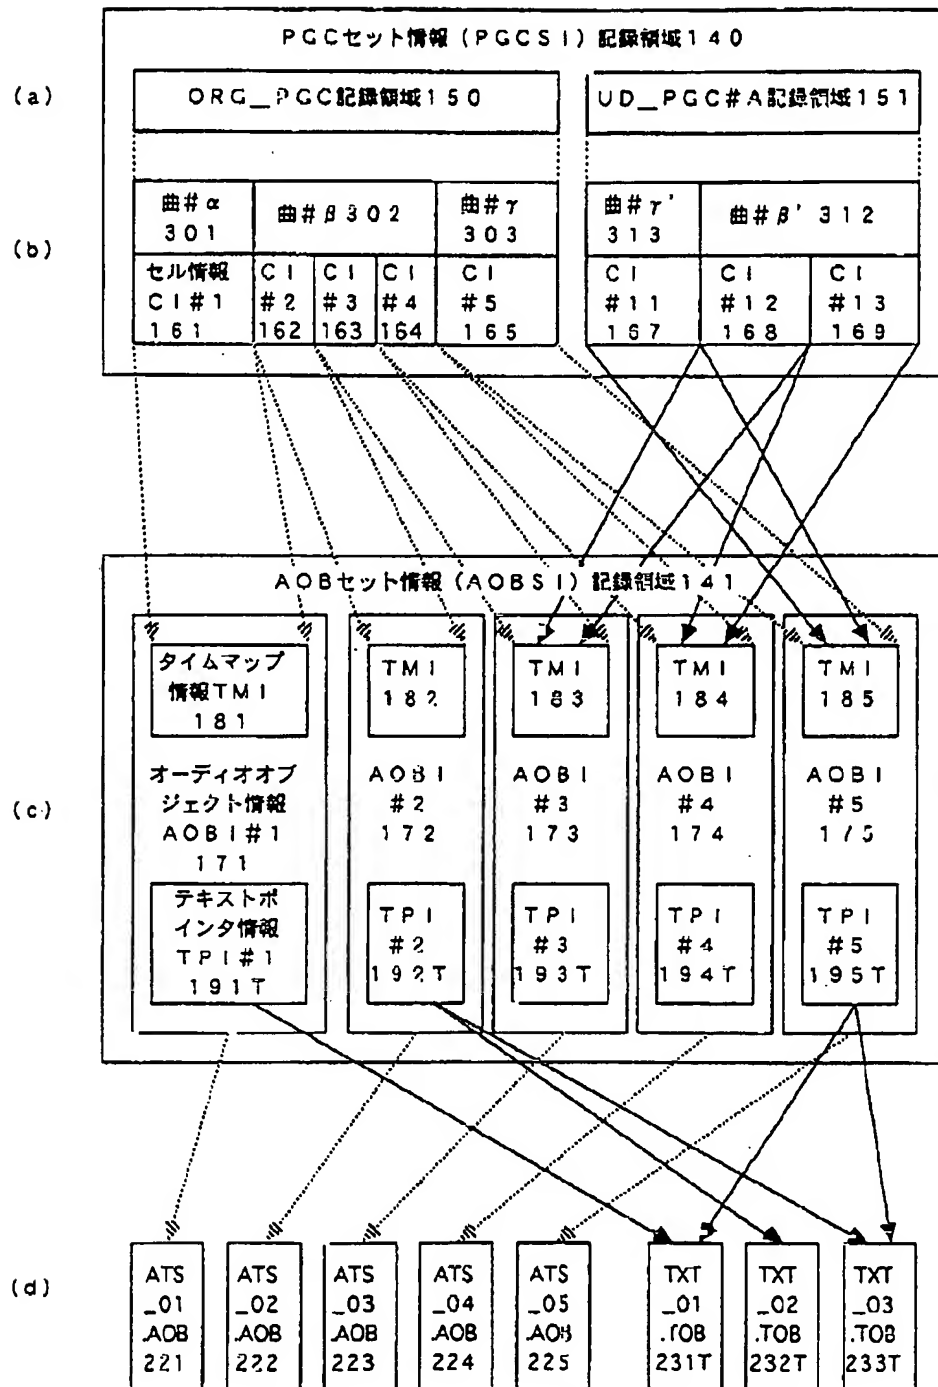 PGCセット情報(PGCSI)記録領域140
(a)
ORG_PGC記録領域150
UD_PGC#A記録領域151
(b)
曲#α
301
曲#β302
曲#γ
303
曲#γ'
313
曲#β'312
セル情報
CI#1
161
CI
#2
162
CI
#3
163
CI
#4
164
CI
#5
165
CI
#11
167
CI
#12
168
CI
#13
169
AOBセット情報(AOBSI)記録領域141
(c)
タイムマップ
情報TMI
181
TMI
182
TMI
183
TMI
184
TMI
185
オーディオオブ
ジェクト情報
AOBI#1
171
AOBI
#2
172
AOBI
#3
173
AOBI
#4
174
AOBI
#5
175
テキストポ
インタ情報
TPI#1
191T
TPI
#2
192T
TPI
#3
193T
TPI
#4
194T
TPI
#5
195T
(d)
ATS
_01
.AOB
221
ATS
_02
.AOB
222
ATS
_03
.AOB
223
ATS
_04
.AOB
224
ATS
_05
.AOB
225
TXT
_01
.TOB
231T
TXT
_02
.TOB
232T
TXT
_03
.TOB
233T